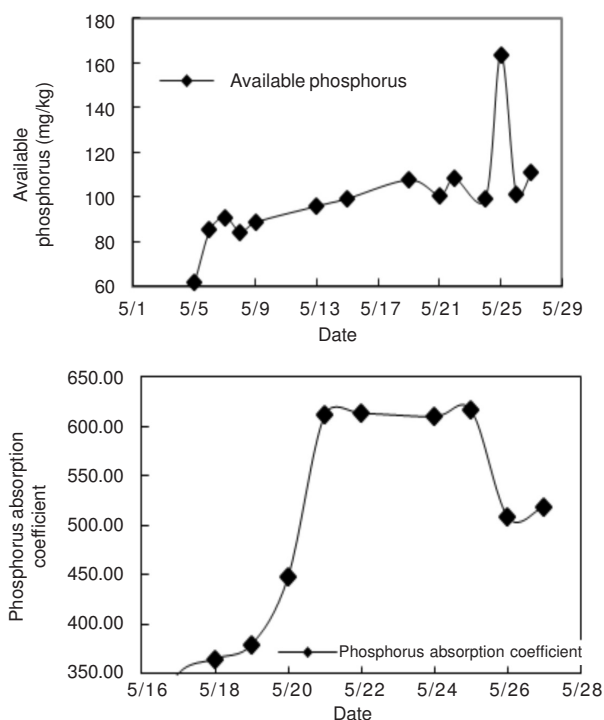 180
160
140
120
100
80
60
Available phosphorus
Available
phosphorus (mg/kg)
5/1 5/5 5/9 5/13 5/17 5/21 5/25 5/29
Date
650.00
600.00
550.00
500.00
450.00
400.00
350.00
Phosphorus absorption
coefficient
Phosphorus absorption coefficient
5/16 5/18 5/20 5/22 5/24 5/26 5/28
Date